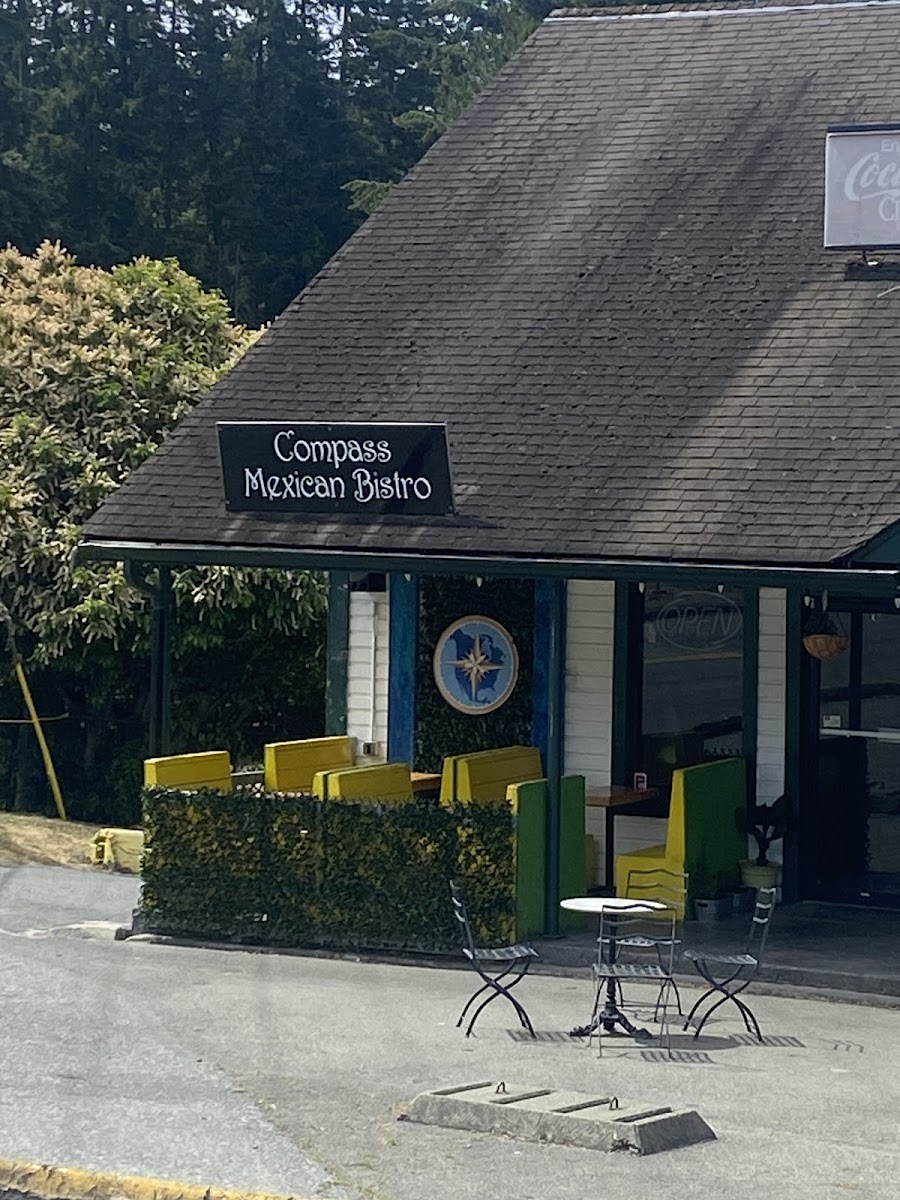 Compass
Mexican Bistro
OPEN